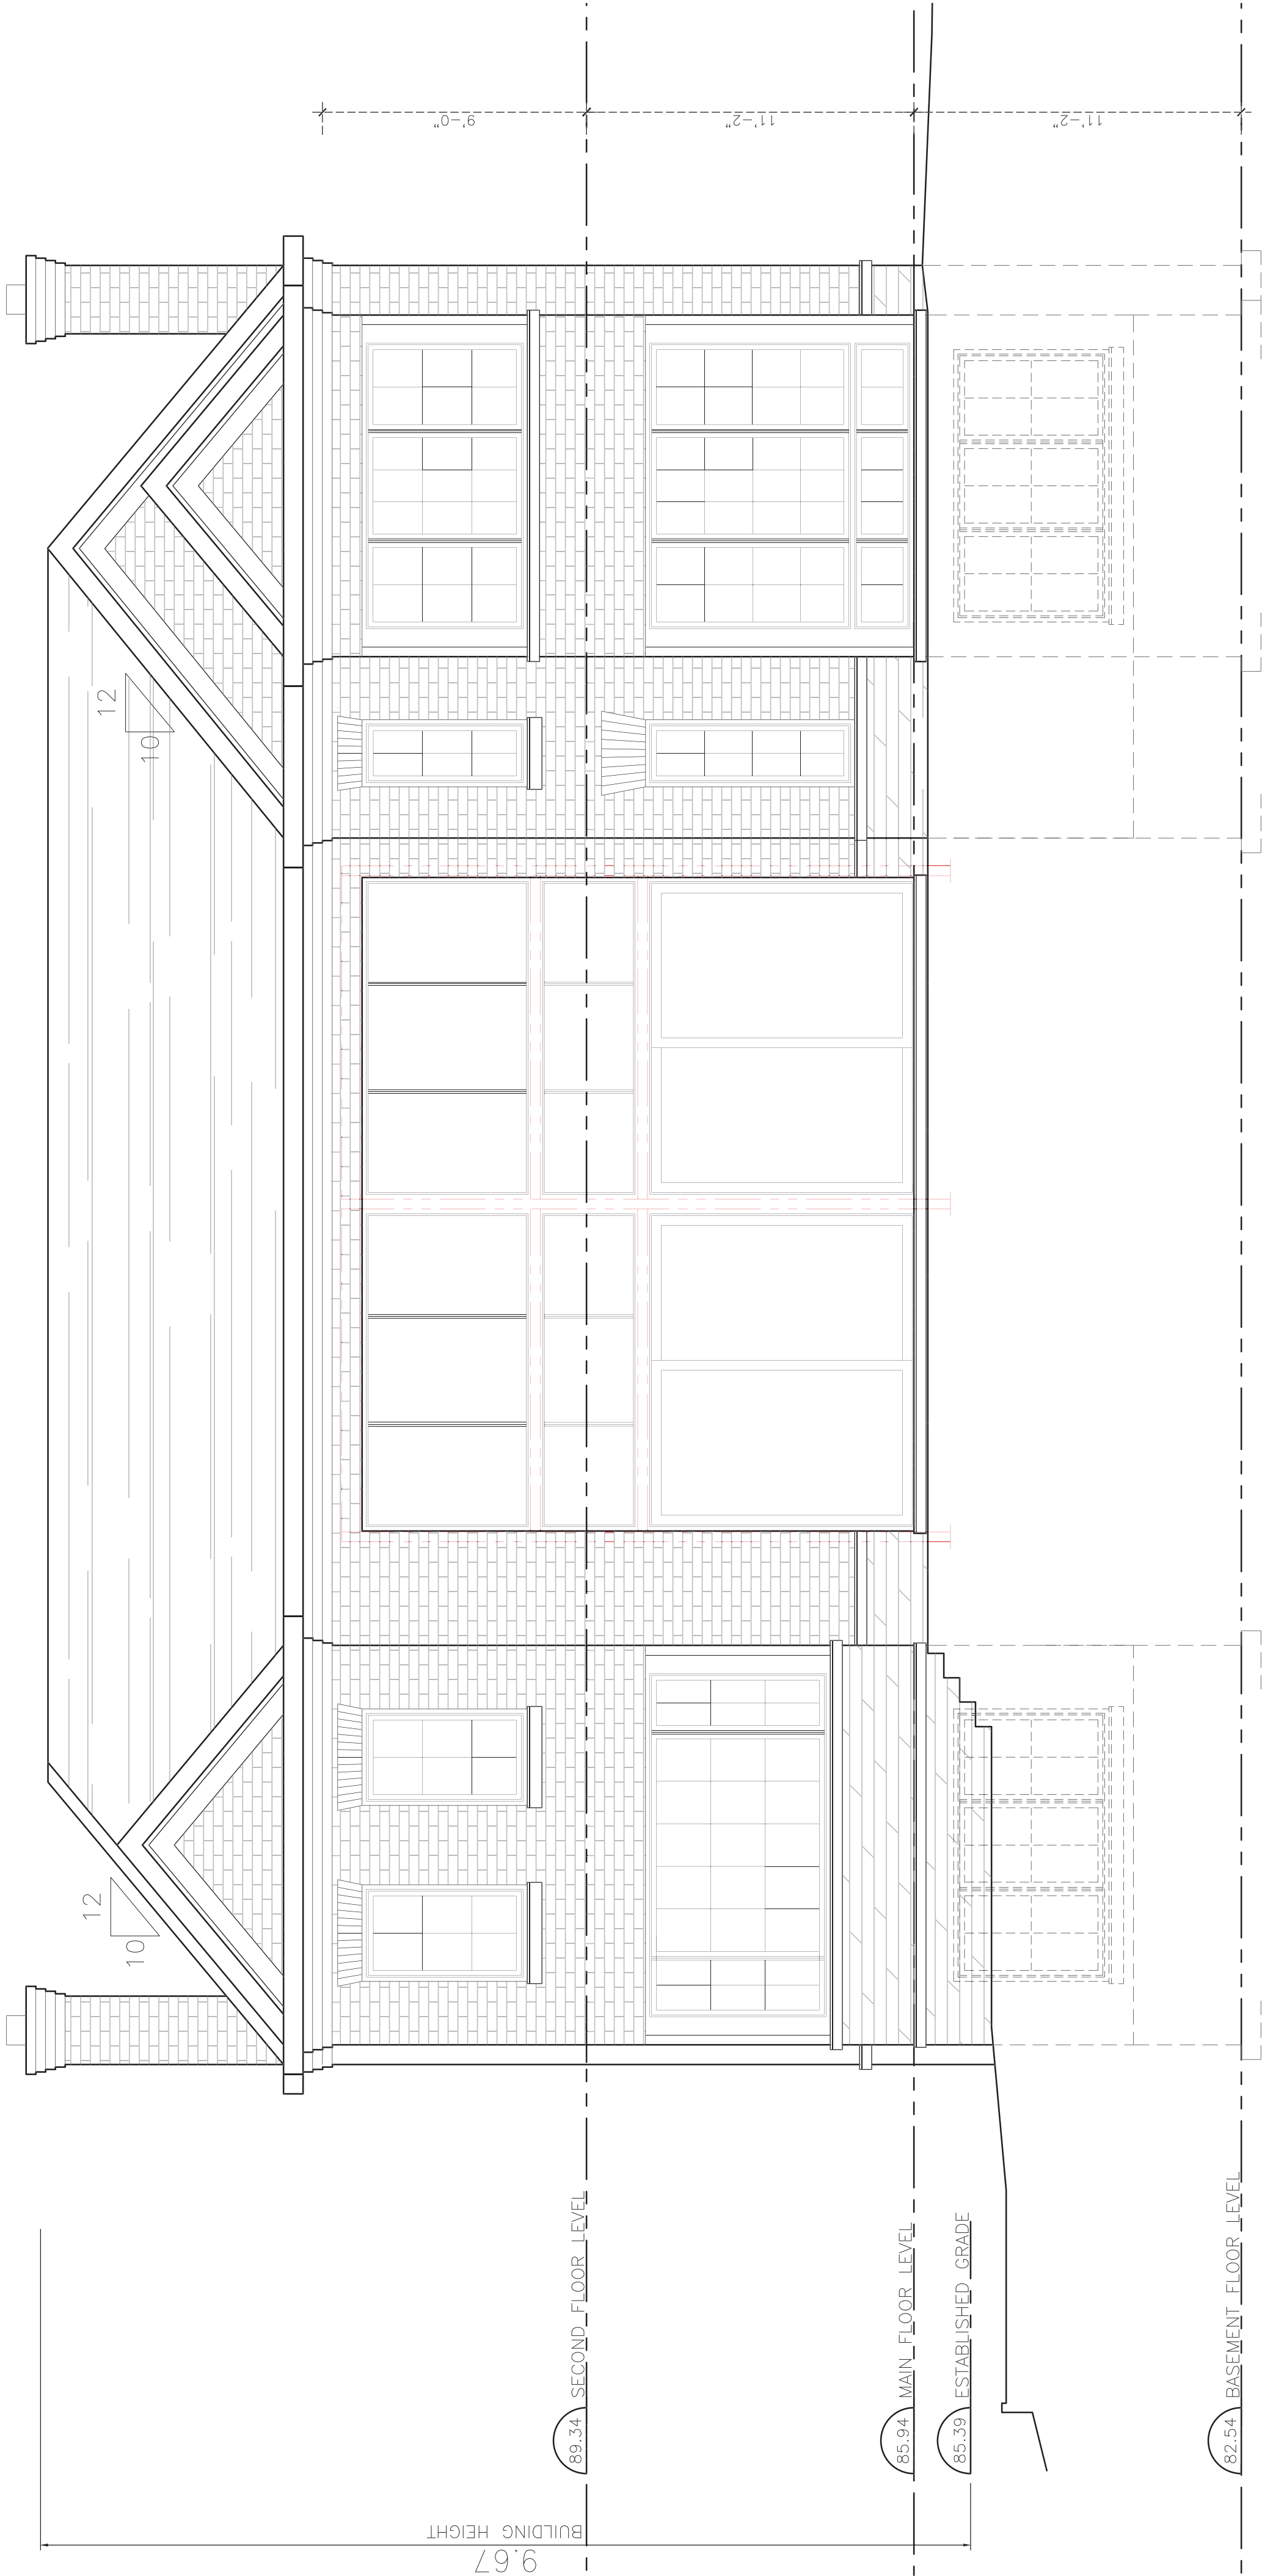 9.67
BUILDING HEIGHT
89.34 SECOND FLOOR LEVEL
85.94 MAIN FLOOR LEVEL
85.39 ESTABLISHED GRADE
82.54 BASEMENT FLOOR LEVEL
12
10
12
10
9'-0"
11'-2"
11'-2"